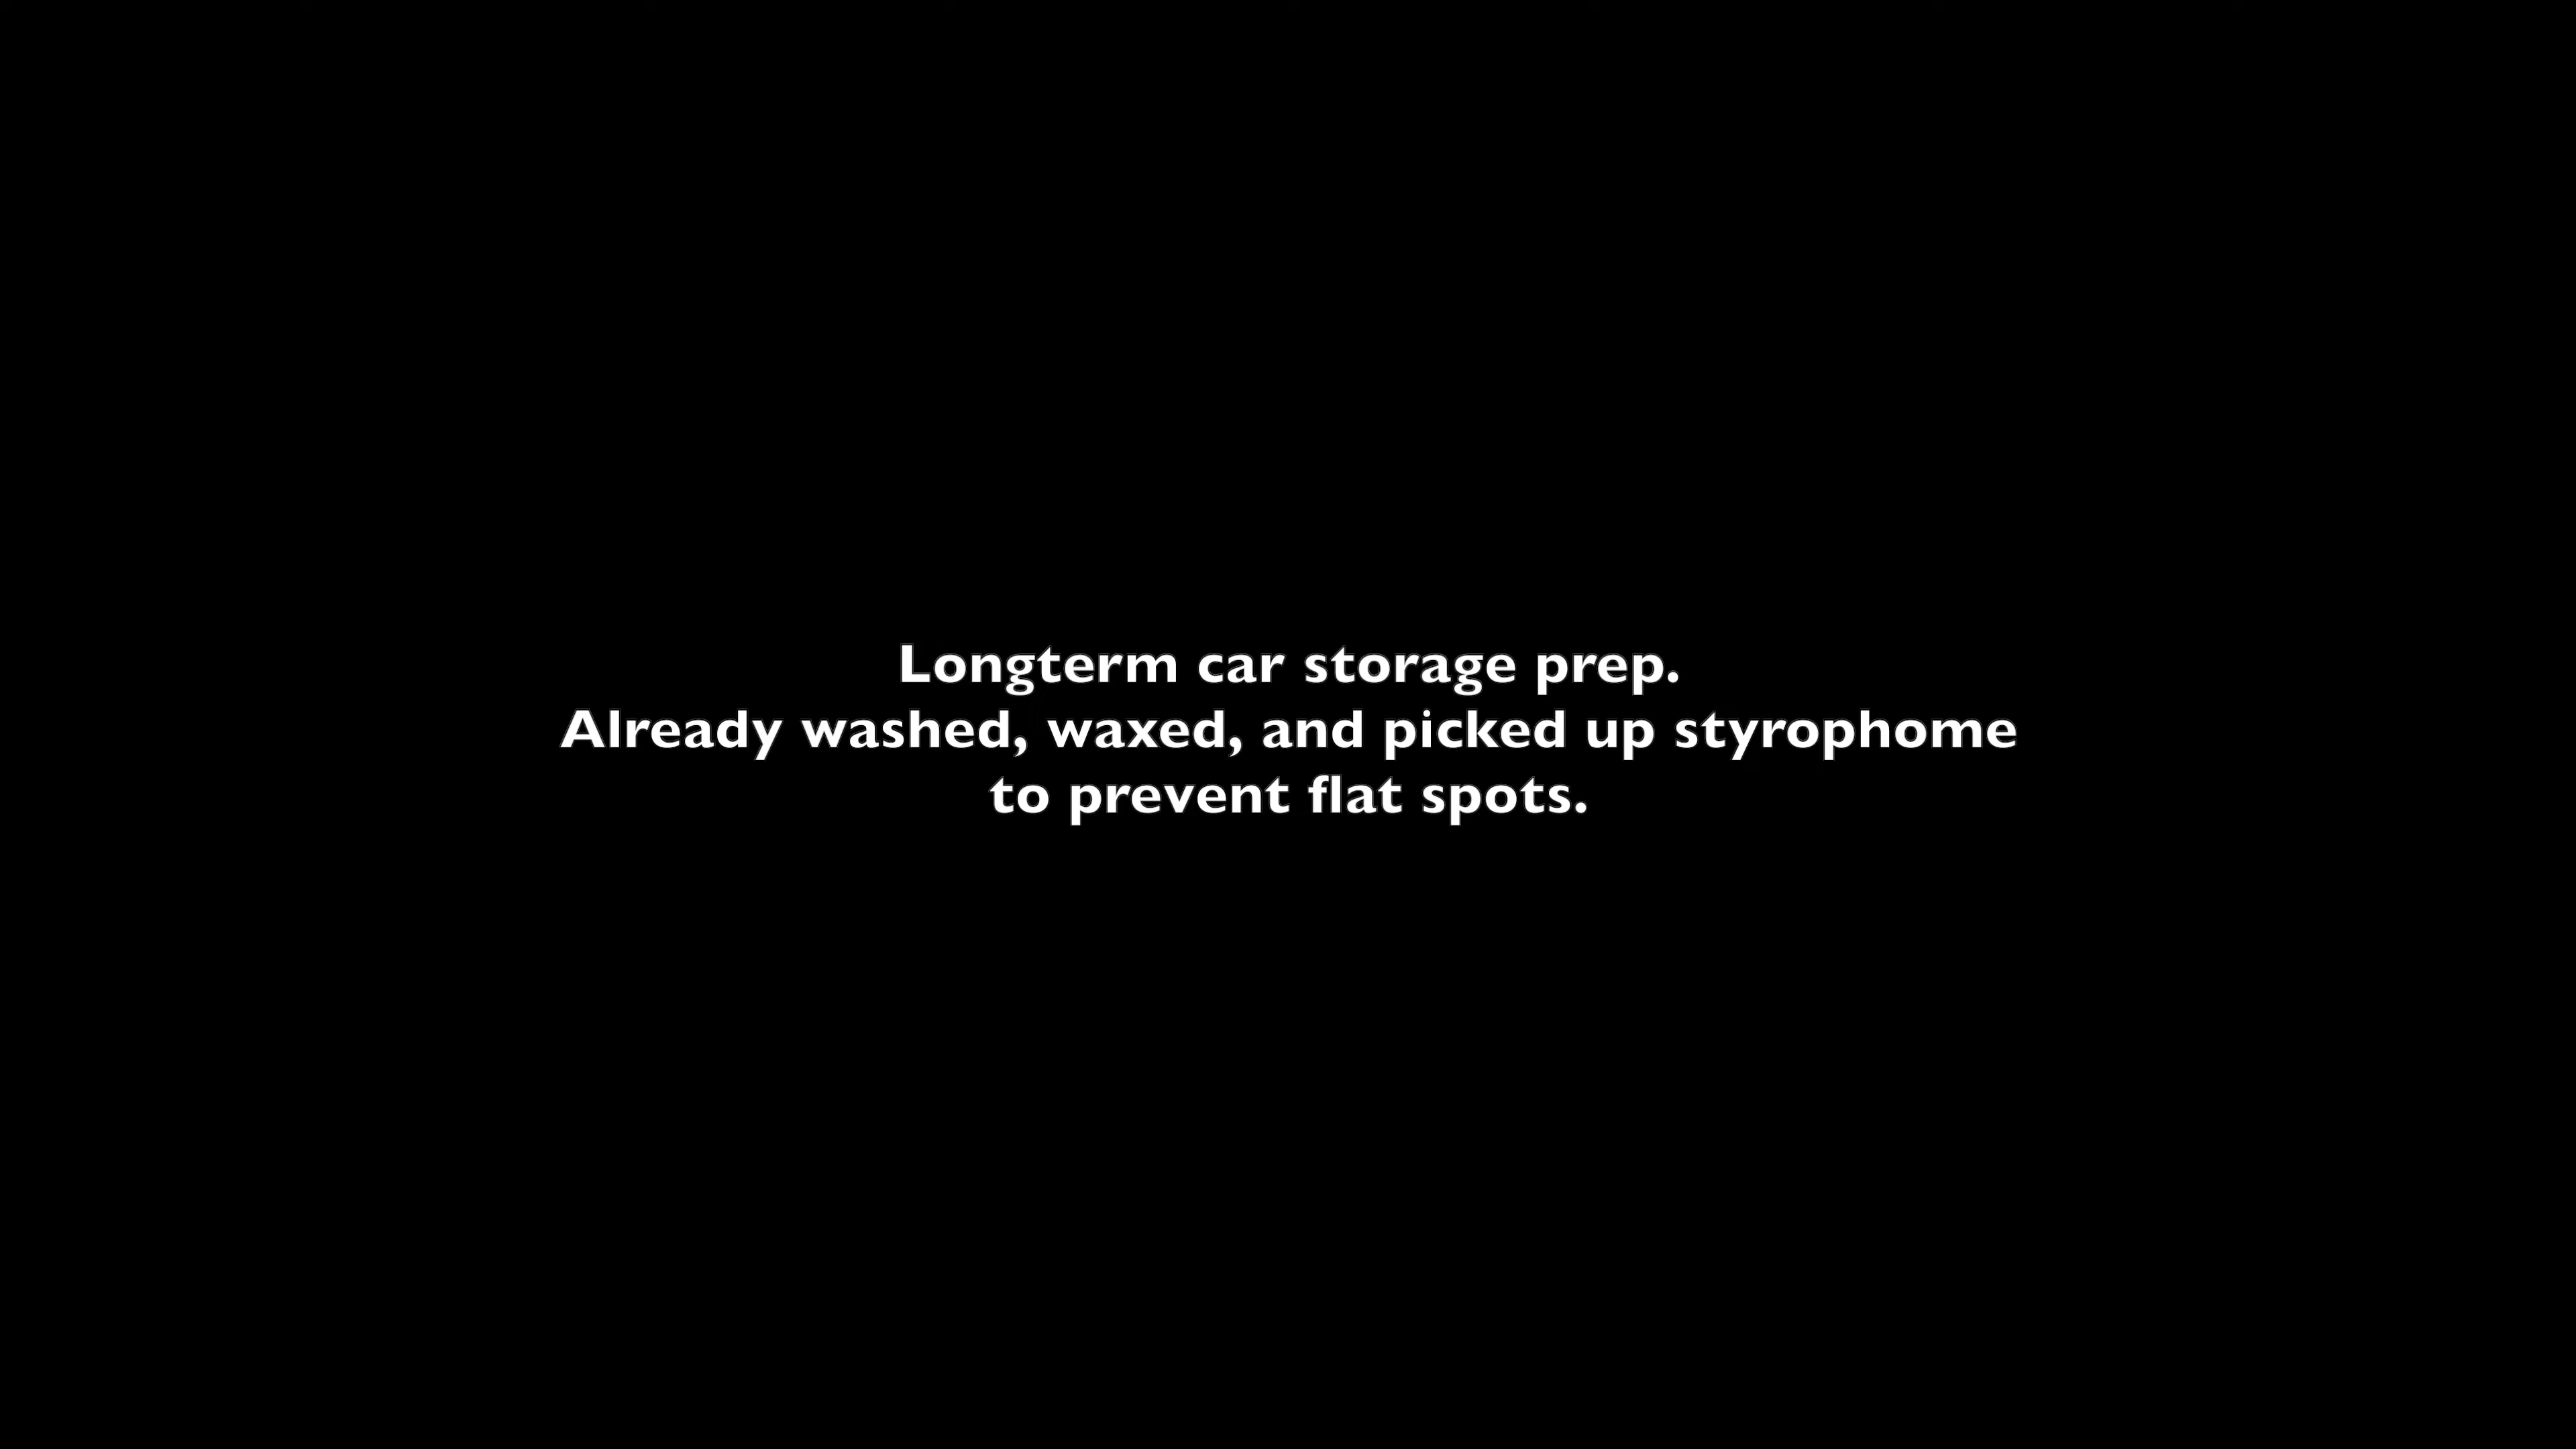 Longterm car storage prep.
Already washed, waxed, and picked up styrophome
to prevent flat spots.